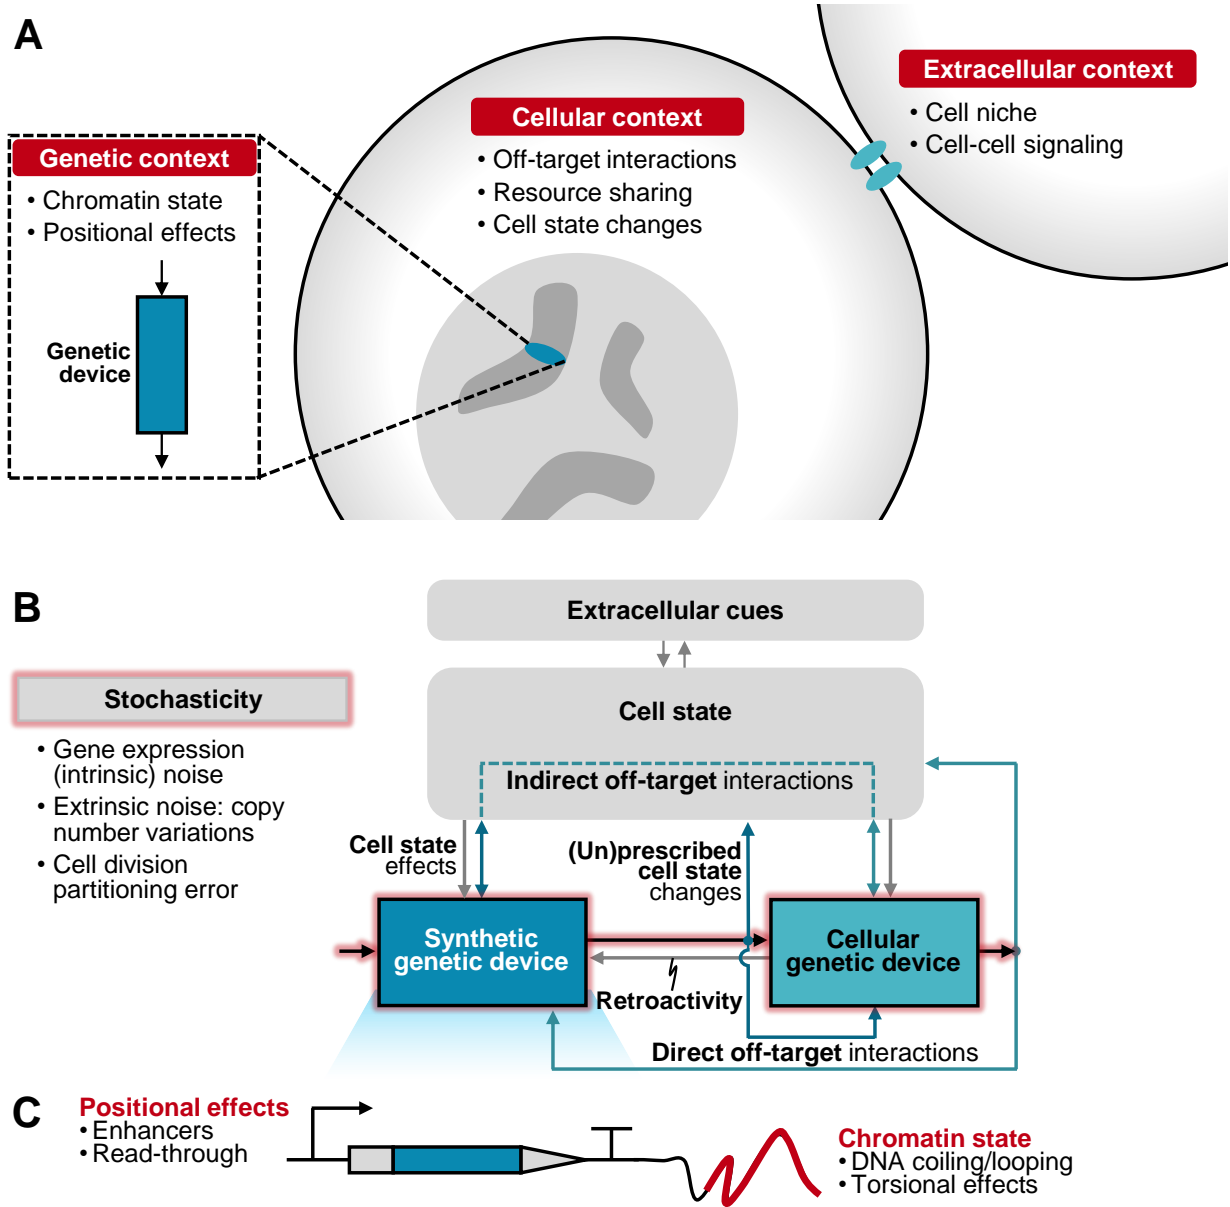 A
Extracellular context
• Cell niche
• Cell-cell signaling
Cellular context
• Off-target interactions
• Resource sharing
• Cell state changes
Genetic context
• Chromatin state
• Positional effects
Genetic
device
B
Extracellular cues
Stochasticity
• Gene expression
(intrinsic) noise
• Extrinsic noise: copy
number variations
• Cell division
partitioning error
Cell state
Indirect off-target interactions
Cell state
effects
(Un)prescribed
cell state
changes
Synthetic
genetic device
Cellular
genetic device
Retroactivity
Direct off-target interactions
C
Positional effects
• Enhancers
• Read-through
Chromatin state
• DNA coiling/looping
• Torsional effects